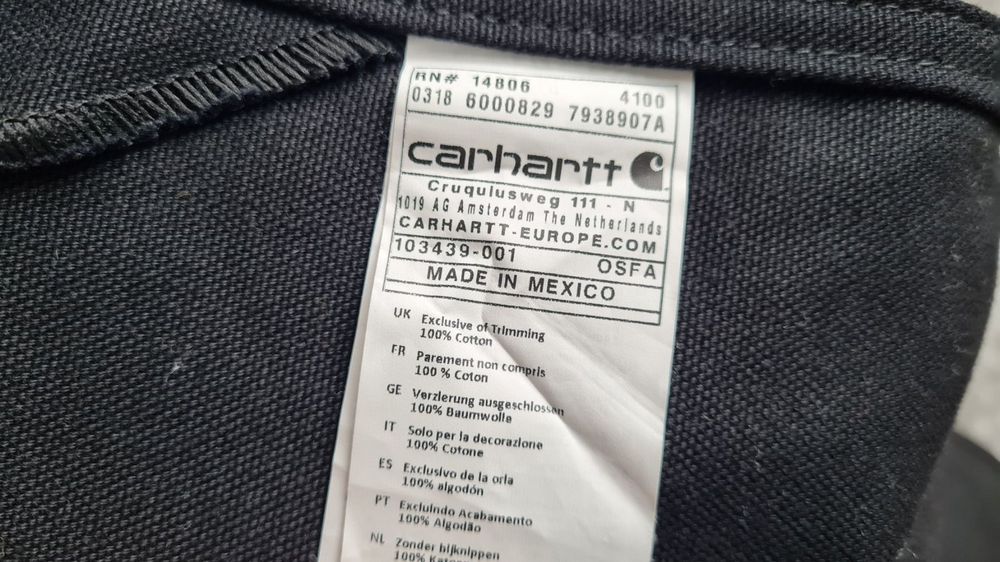 RN# 14806 4100
0318 6000829 7938907A
carhartt
Cruquiusweg 111 - N
1019 AG Amsterdam The Netherlands
CARHARTT-EUROPE.COM
103439-001 OSFA
MADE IN MEXICO
UK Exclusive of Trimming
100% Cotton
FR Parement non compris
100 % Coton
GE Verzierung ausgeschlossen
100% Baumwolle
IT Solo per la decorazione
100% Cotone
ES Exclusivo de la orla
100% algodón
PT Excluindo Acabamento
100% Algodão
NL Zonder bijknippen
100%